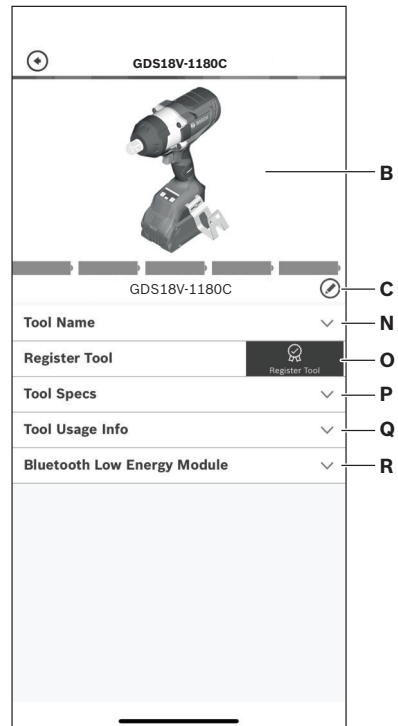 GDS18V-1180C
BOSCH
B
GDS18V-1180C
C
Tool Name
N
Register Tool
Register Tool
O
Tool Specs
P
Tool Usage Info
Q
Bluetooth Low Energy Module
R